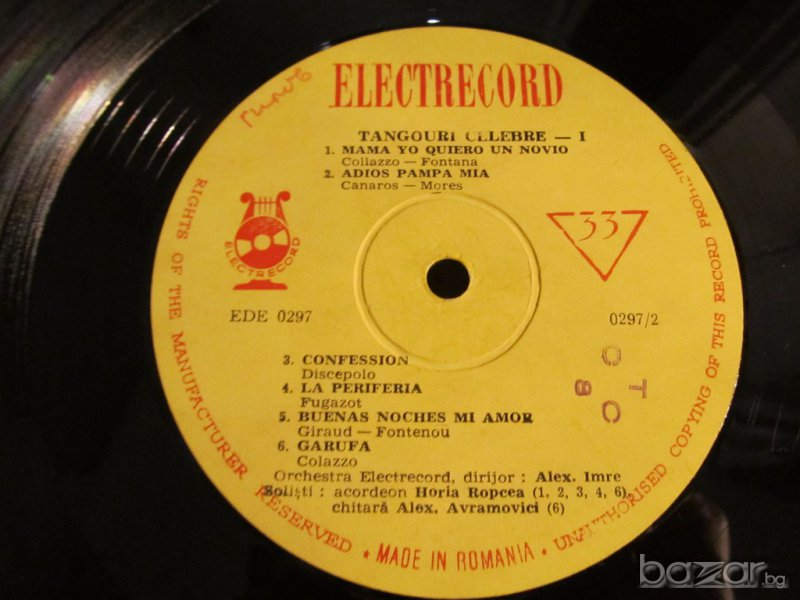 ELECTRECORD
TANGOURI CELEBRE — I
1. MAMA YO QUIERO UN NOVIO
Collazzo — Fontana
2. ADIOS PAMPA MIA
Canaros — Mores
ELECTRECORD
33
EDE 0297
0297/2
3. CONFESSION
Discepolo
4. LA PERIFERIA
Fugazot
5. BUENAS NOCHES MI AMOR
Giraud — Fontenou
6. GARUFA
Colazzo
Orchestra Electrecord, dirijor : Alex. Imre
Soliști : acordeon Horia Ropcea (1, 2, 3, 4, 6)
chitară Alex. Avramovici (6)
RIGHTS OF THE MANUFACTURER RESERVED • MADE IN ROMANIA • UNAUTHORISED COPYING OF THIS RECORD PROHIBITED
bazar.bg